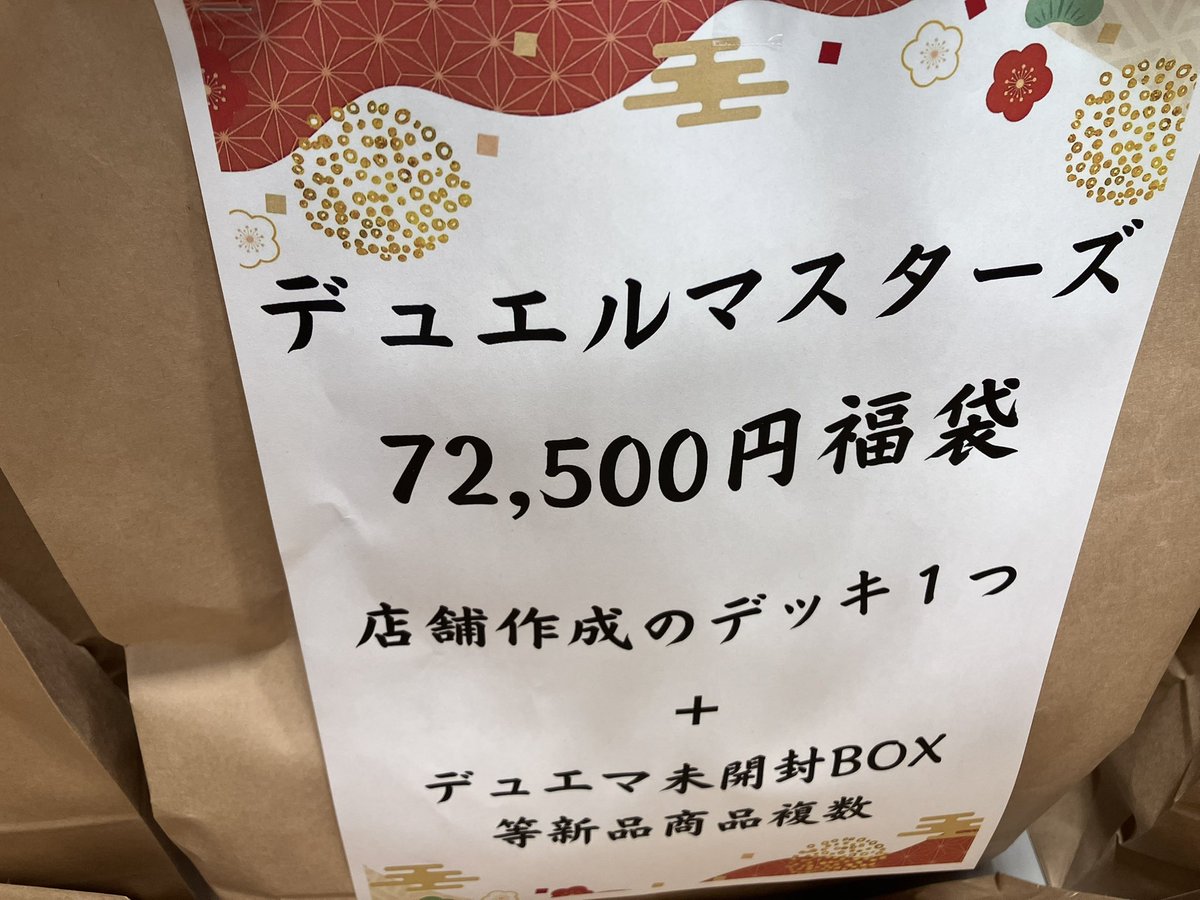 デュエルマスターズ
72,500円福袋
店舗作成のデッキ1つ
+
デュエマ未開封BOX
等新品商品複数